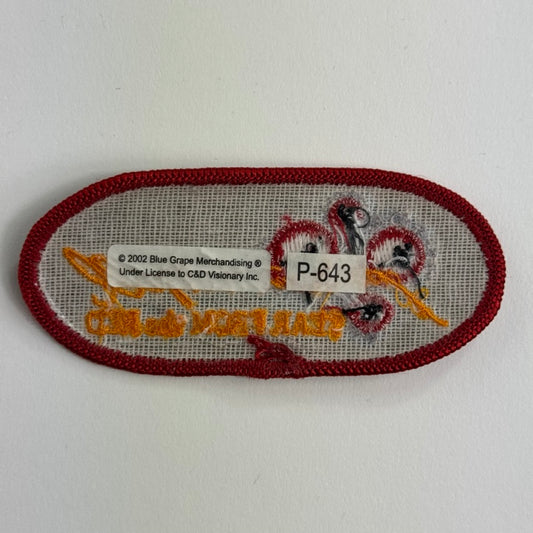 © 2002 Blue Grape Merchandising ®
Under License to C&D Visionary Inc.
P-643